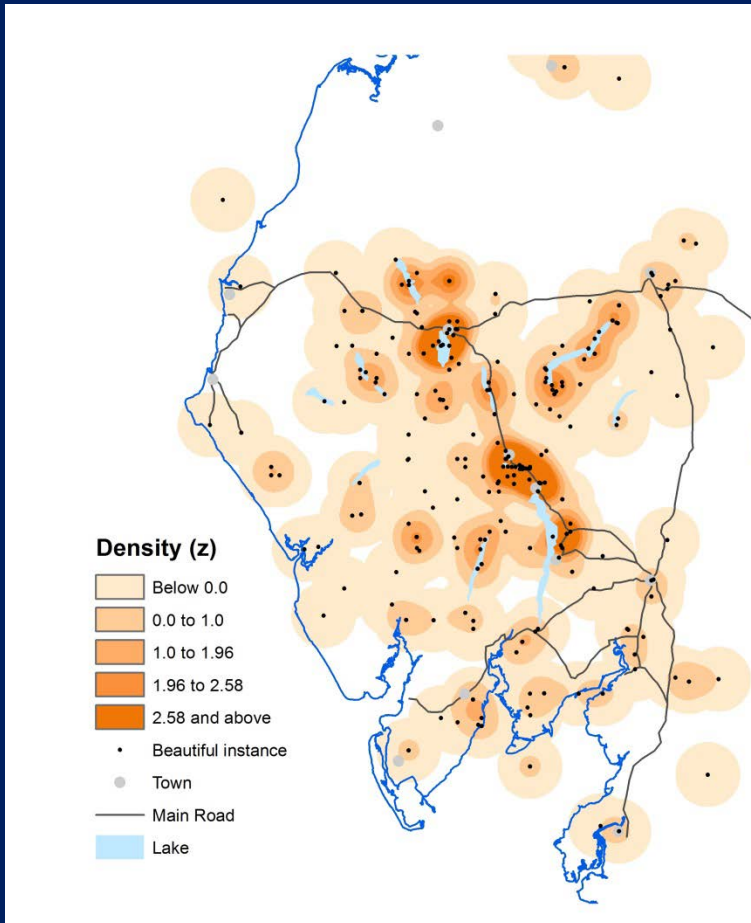 Density (z)
Below 0.0
0.0 to 1.0
1.0 to 1.96
1.96 to 2.58
2.58 and above
Beautiful instance
Town
Main Road
Lake